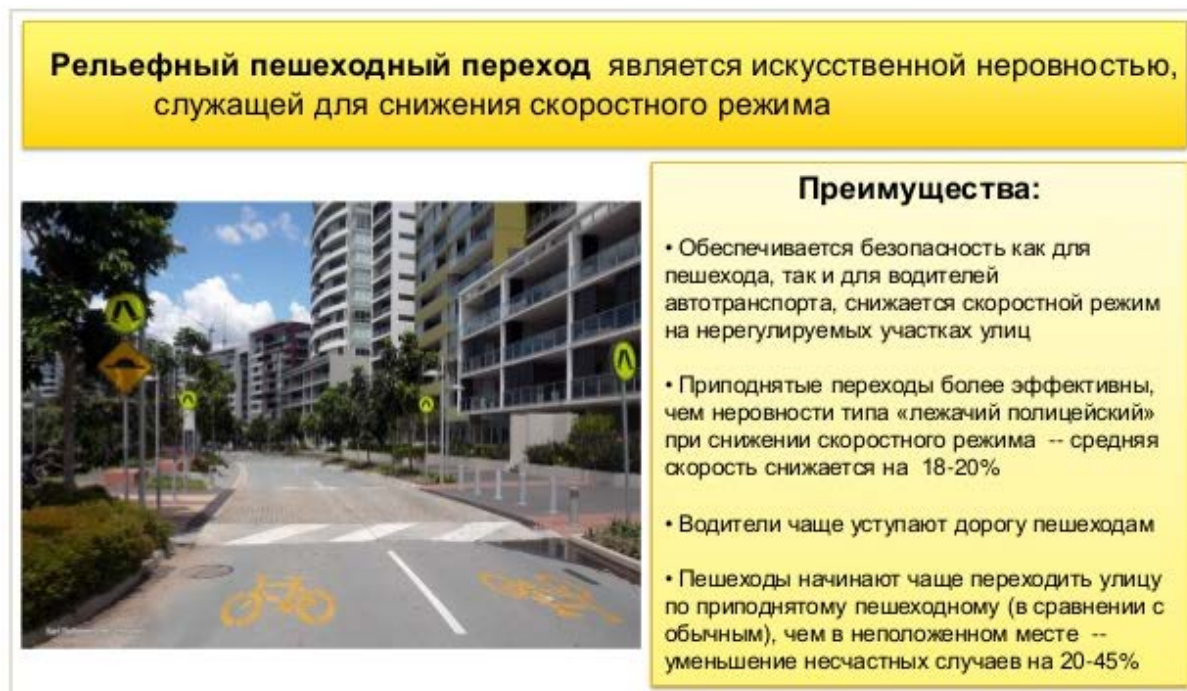 Рельефный пешеходный переход является искусственной неровностью,
служащей для снижения скоростного режима
Преимущества:
• Обеспечивается безопасность как для
пешехода, так и для водителей
автотранспорта, снижается скоростной режим
на нерегулируемых участках улиц
• Приподнятые переходы более эффективны,
чем неровности типа «лежачий полицейский»
при снижении скоростного режима -- средняя
скорость снижается на 18-20%
• Водители чаще уступают дорогу пешеходам
• Пешеходы начинают чаще переходить улицу
по приподнятому пешеходному (в сравнении с
обычным), чем в неположенном месте --
уменьшение несчастных случаев на 20-45%